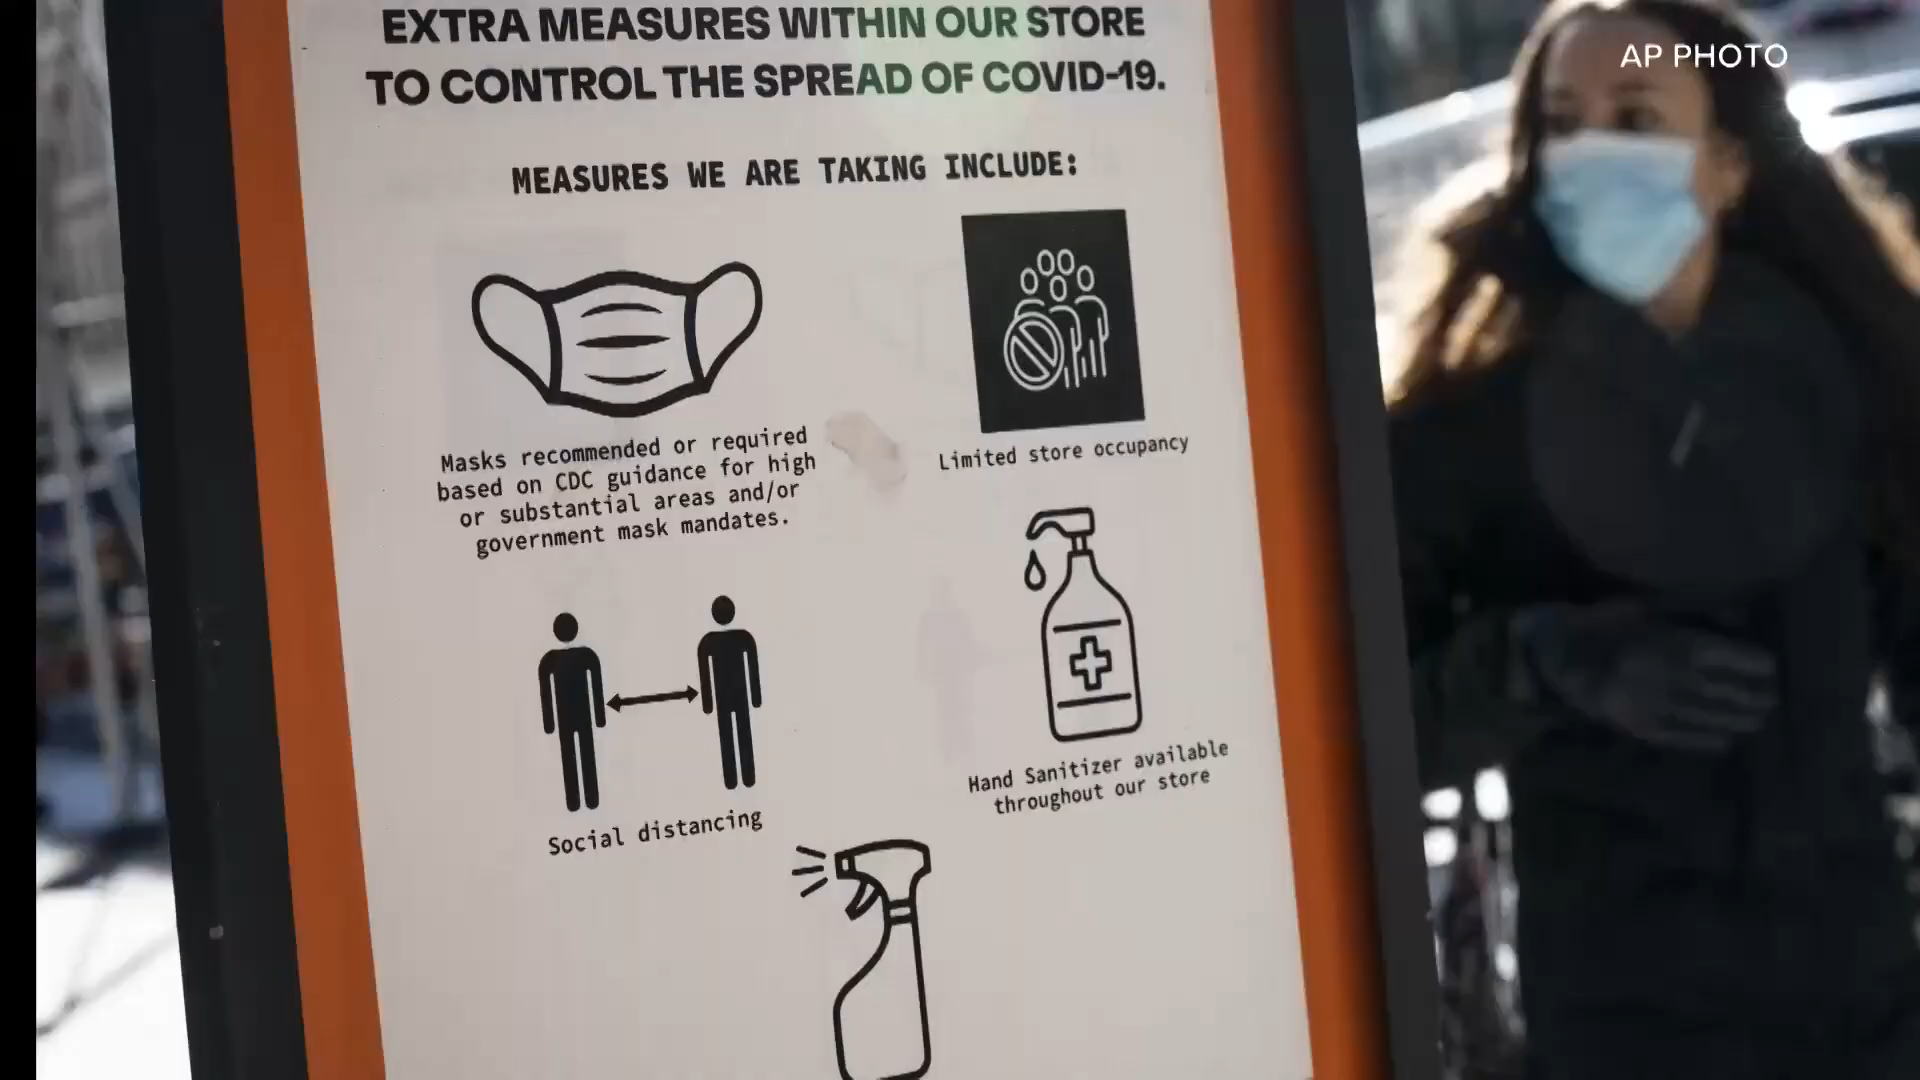 EXTRA MEASURES WITHIN OUR STORE
TO CONTROL THE SPREAD OF COVID-19.
AP PHOTO
MEASURES WE ARE TAKING INCLUDE:
Masks recommended or required
based on CDC guidance for high
or substantial areas and/or
government mask mandates.
Limited store occupancy
Social distancing
Hand Sanitizer available
throughout our store